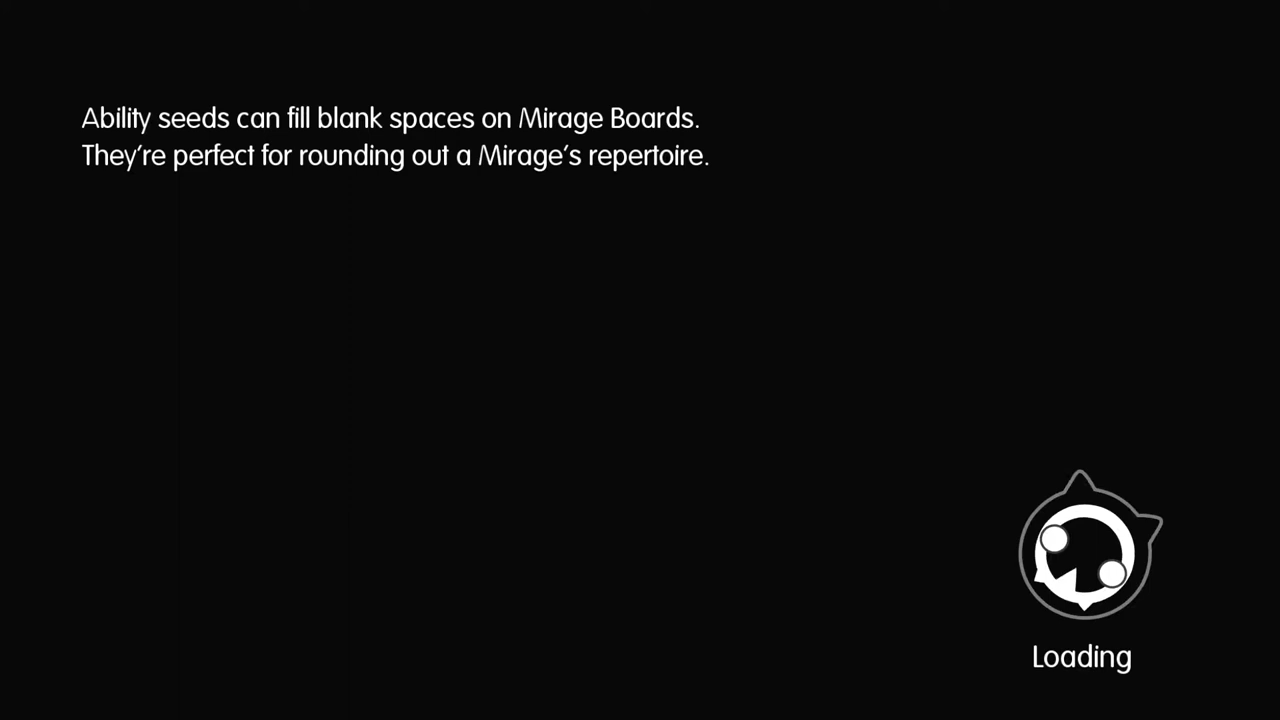 Ability seeds can fill blank spaces on Mirage Boards.
They're perfect for rounding out a Mirage's repertoire.
Loading